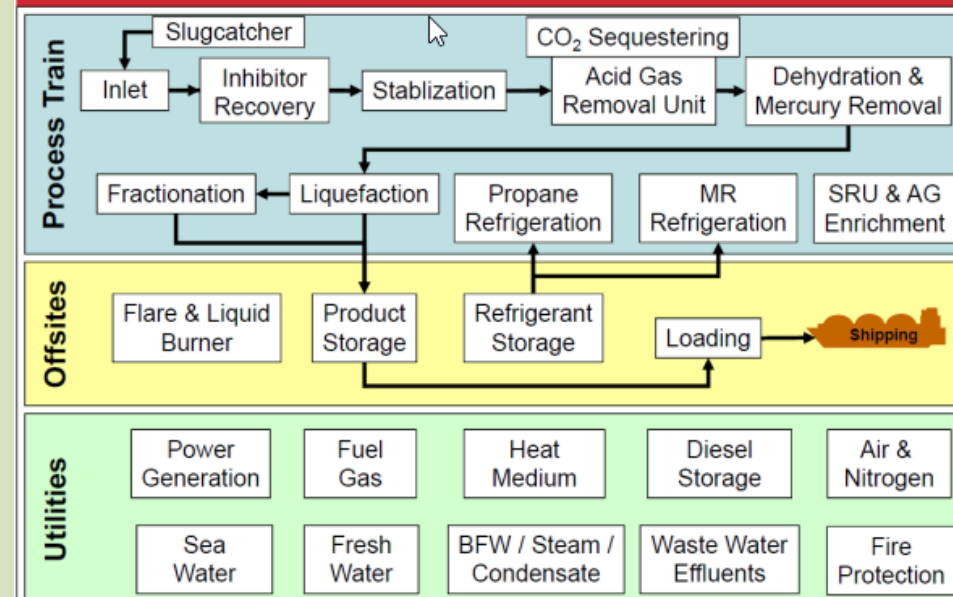 Process Train
Slugcatcher
CO₂ Sequestering
Inlet
Inhibitor
Recovery
Stablization
Acid Gas
Removal Unit
Dehydration &
Mercury Removal
Fractionation
Liquefaction
Propane
Refrigeration
MR
Refrigeration
SRU & AG
Enrichment
Offsites
Flare & Liquid
Burner
Product
Storage
Refrigerant
Storage
Loading
Shipping
Utilities
Power
Generation
Fuel
Gas
Heat
Medium
Diesel
Storage
Air &
Nitrogen
Sea
Water
Fresh
Water
BFW / Steam /
Condensate
Waste Water
Effluents
Fire
Protection